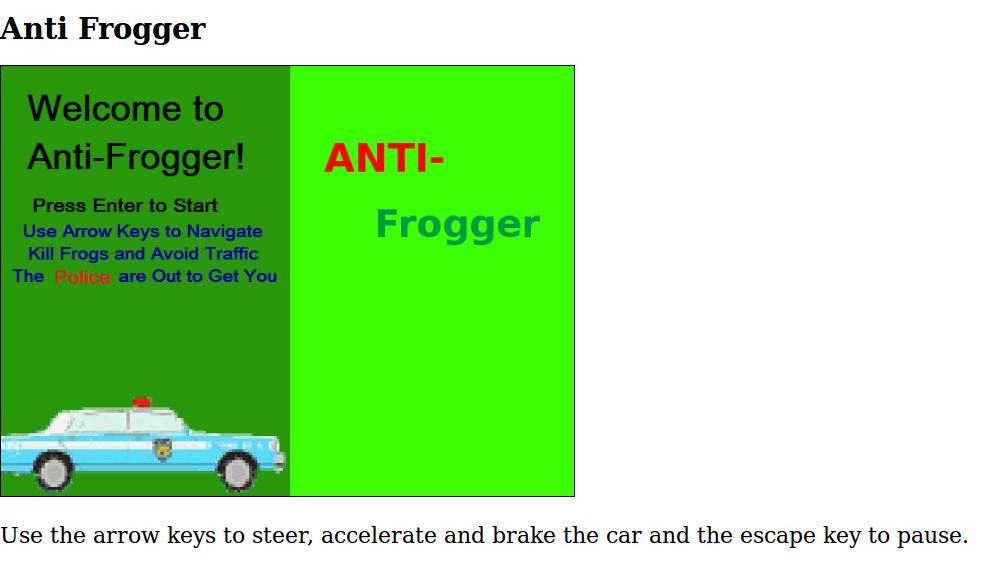 Anti Frogger
Welcome to
Anti-Frogger!
Press Enter to Start
Use Arrow Keys to Navigate
Kill Frogs and Avoid Traffic
The Police are Out to Get You
ANTI-
Frogger
Use the arrow keys to steer, accelerate and brake the car and the escape key to pause.